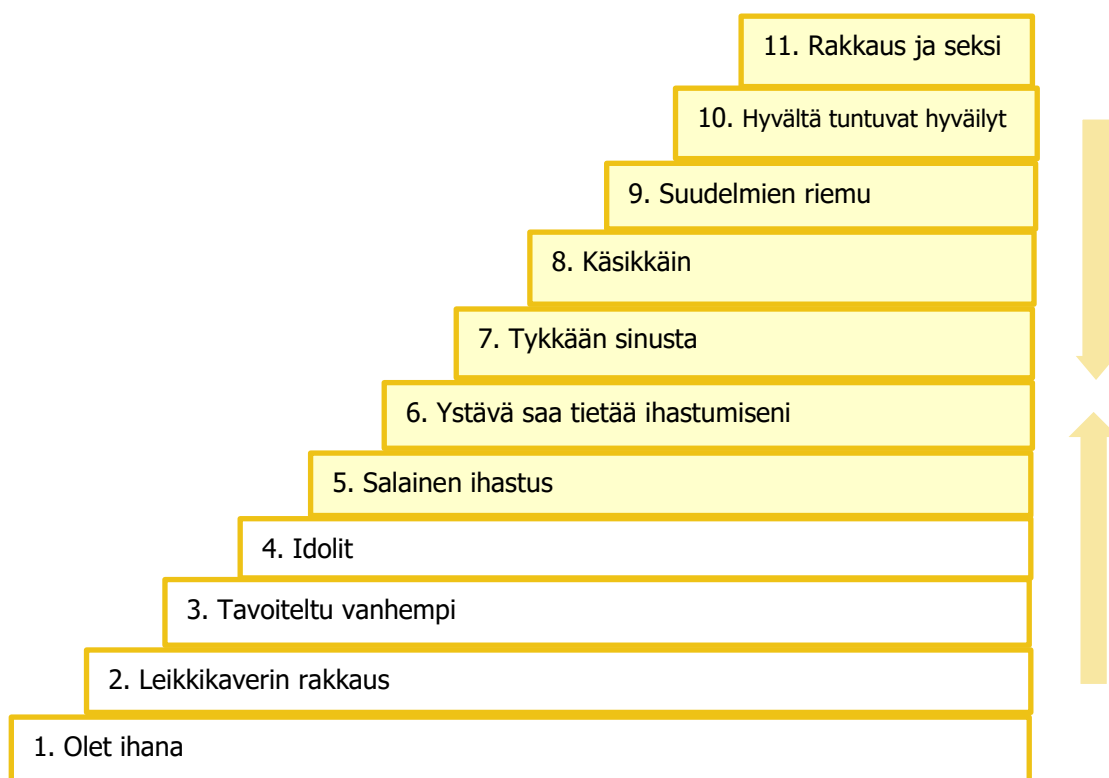 11. Rakkaus ja seksi
10. Hyvältä tuntuvat hyväilyt
9. Suudelmien riemu
8. Käsikkäin
7. Tykkään sinusta
6. Ystävä saa tietää ihastumiseni
5. Salainen ihastus
4. Idolit
3. Tavoiteltu vanhempi
2. Leikkikaverin rakkaus
1. Olet ihana